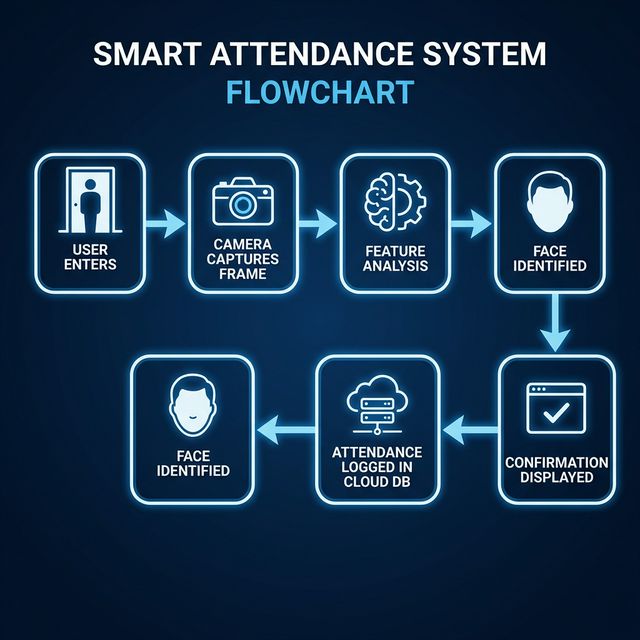 SMART ATTENDANCE SYSTEM
FLOWCHART
USER
ENTERS
CAMERA
CAPTURES
FRAME
FEATURE
ANALYSIS
FACE
IDENTIFIED
FACE
IDENTIFIED
ATTENDANCE
LOGGED IN
CLOUD DB
CONFIRMATION
DISPLAYED